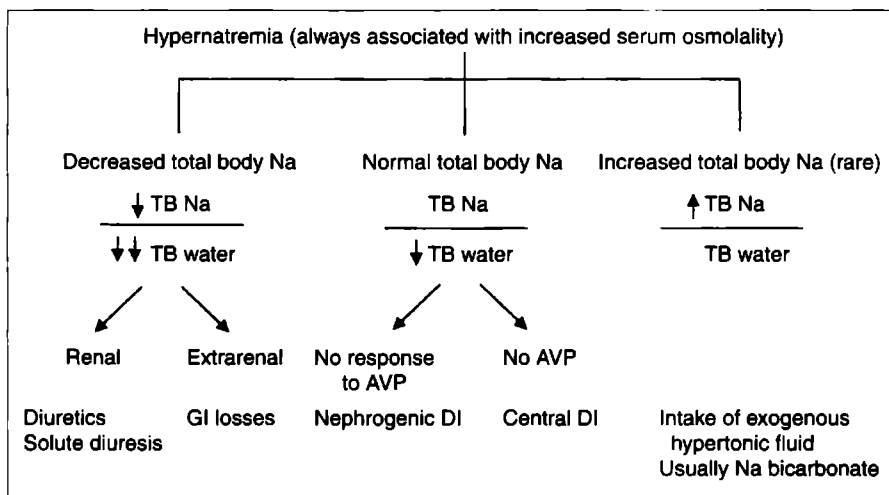 Hypernatremia (always associated with increased serum osmolality)
Decreased total body Na
Normal total body Na
Increased total body Na (rare)
↓ TB Na
TB Na
↑ TB Na
↓↓ TB water
↓ TB water
TB water
Renal
Extrarenal
No response
to AVP
No AVP
Diuretics
Solute diuresis
GI losses
Nephrogenic DI
Central DI
Intake of exogenous
hypertonic fluid
Usually Na bicarbonate